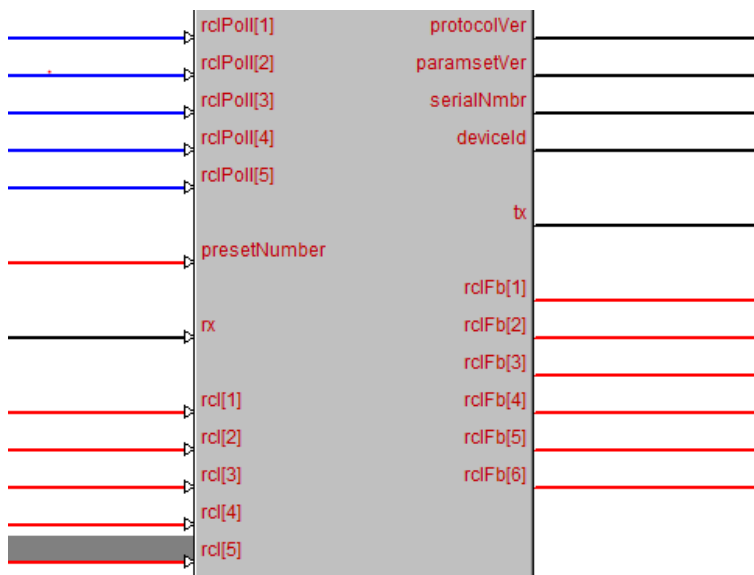 rclPoll[1] protocolVer
rclPoll[2] paramsetVer
rclPoll[3] serialNmbr
rclPoll[4] deviceId
rclPoll[5]
tx
presetNumber
rclFb[1]
rx rclFb[2]
rclFb[3]
rcl[1] rclFb[4]
rcl[2] rclFb[5]
rcl[3] rclFb[6]
rcl[4]
rcl[5]